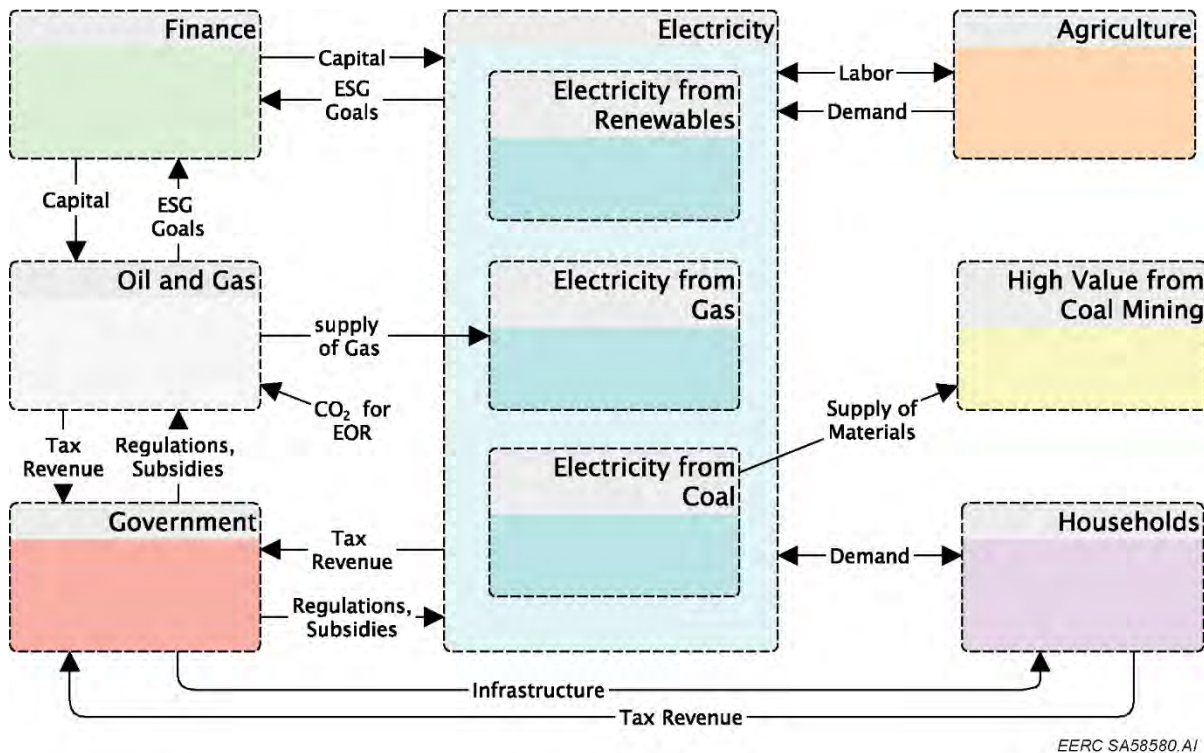 Finance
Electricity
Agriculture
Capital
ESG
Goals
Electricity from
Renewables
Labor
Demand
Capital
ESG
Goals
Oil and Gas
supply
of Gas
Electricity from
Gas
High Value from
Coal Mining
CO₂ for
EOR
Supply of
Materials
Tax
Revenue
Regulations,
Subsidies
Electricity from
Coal
Government
Tax
Revenue
Regulations,
Subsidies
Demand
Households
Infrastructure
Tax Revenue
EERC SA58580.AI